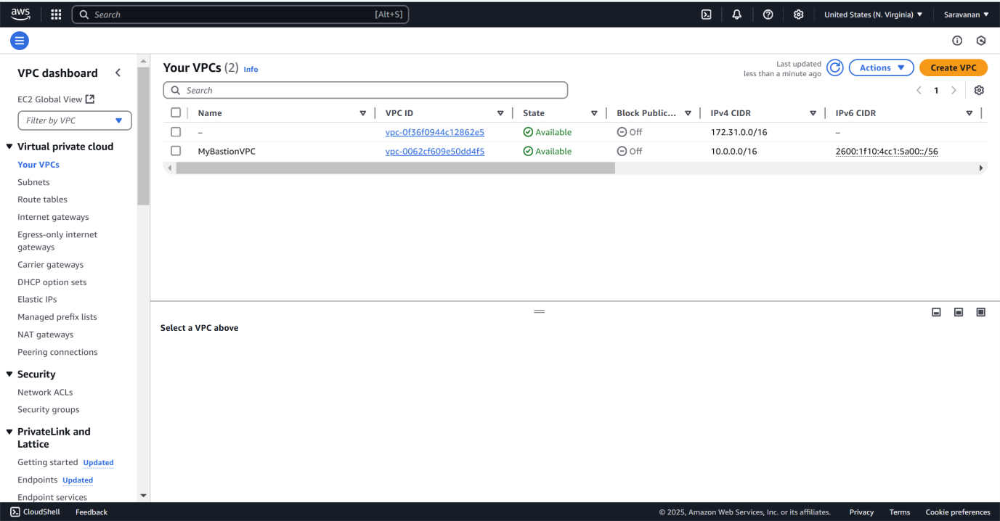 aws
Search [Alt+S]
United States (N. Virginia)
Saravanan
VPC dashboard
EC2 Global View
Filter by VPC
Virtual private cloud
Your VPCs
Subnets
Route tables
Internet gateways
Egress-only internet
gateways
Carrier gateways
DHCP option sets
Elastic IPs
Managed prefix lists
NAT gateways
Peering connections
Security
Network ACLs
Security groups
PrivateLink and
Lattice
Getting started Updated
Endpoints Updated
Endpoint services
Your VPCs (2) Info
Last updated
less than a minute ago
Actions
Create VPC
Search
1
Name VPC ID State Block Public... IPv4 CIDR IPv6 CIDR
– vpc-0f36f0944c12862e5 Available Off 172.31.0.0/16 –
MyBastionVPC vpc-0062cf609e50dd4f5 Available Off 10.0.0.0/16 2600:1f10:4cc1:5a00::/56
Select a VPC above
CloudShell Feedback © 2025, Amazon Web Services, Inc. or its affiliates. Privacy Terms Cookie preferences